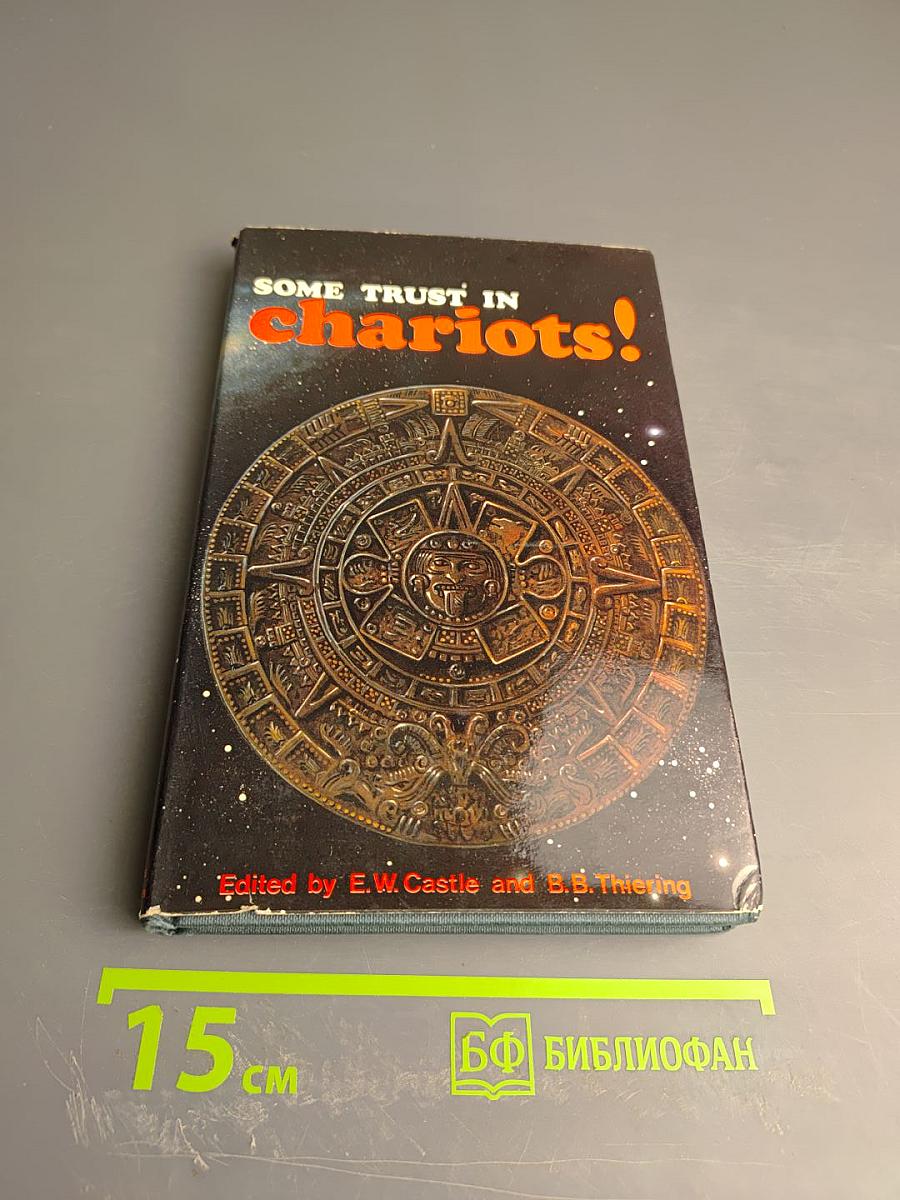 SOME TRUST IN
chariots!
Edited by E.W. Castle and B.B. Thiering
15 см
БФ БИБЛИОФАН